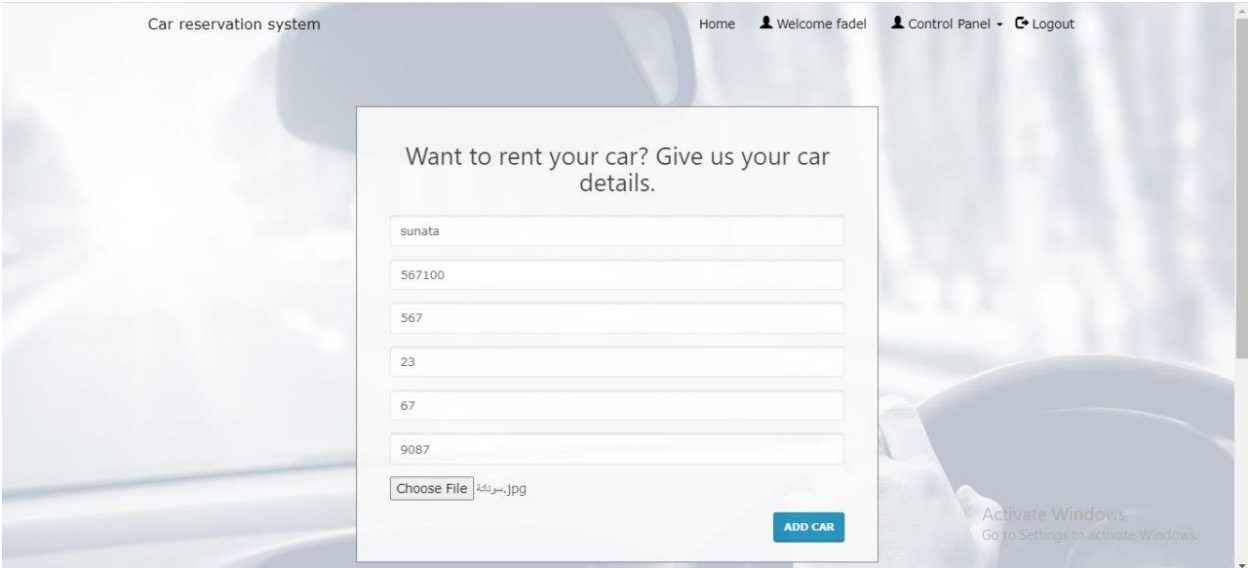 Car reservation system Home Welcome fadel Control Panel Logout
Want to rent your car? Give us your car
details.
sunata
567100
567
23
67
9087
Choose File سوناتة.jpg
ADD CAR
Activate Windows
Go to Settings to activate Windows.